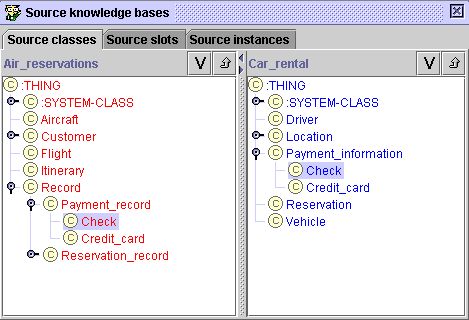 Source knowledge bases
Source classes Source slots Source instances
Air_reservations V
:THING
C :SYSTEM-CLASS
C Aircraft
C Customer
C Flight
C Itinerary
C Record
C Payment_record
C Check
C Credit_card
C Reservation_record
Car_rental V
C :THING
C :SYSTEM-CLASS
C Driver
C Location
C Payment_information
C Check
C Credit_card
C Reservation
C Vehicle